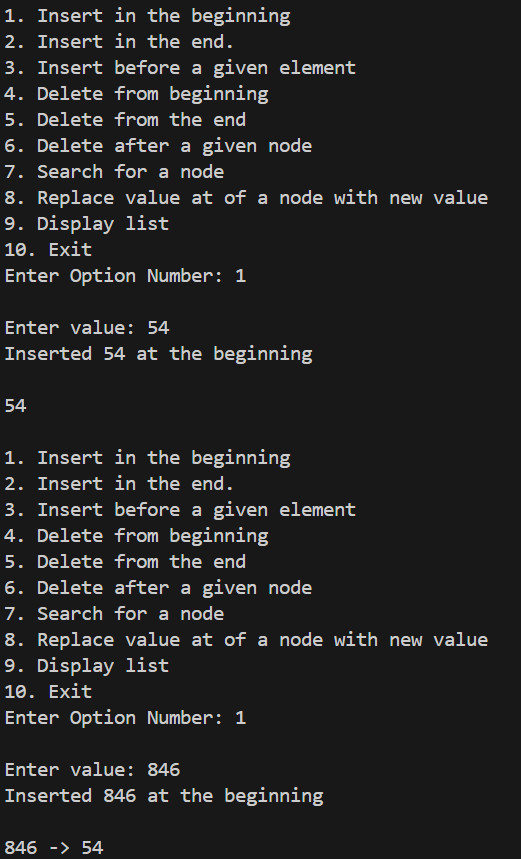 1. Insert in the beginning
2. Insert in the end.
3. Insert before a given element
4. Delete from beginning
5. Delete from the end
6. Delete after a given node
7. Search for a node
8. Replace value at of a node with new value
9. Display list
10. Exit
Enter Option Number: 1
Enter value: 54
Inserted 54 at the beginning
54
1. Insert in the beginning
2. Insert in the end.
3. Insert before a given element
4. Delete from beginning
5. Delete from the end
6. Delete after a given node
7. Search for a node
8. Replace value at of a node with new value
9. Display list
10. Exit
Enter Option Number: 1
Enter value: 846
Inserted 846 at the beginning
846 -> 54